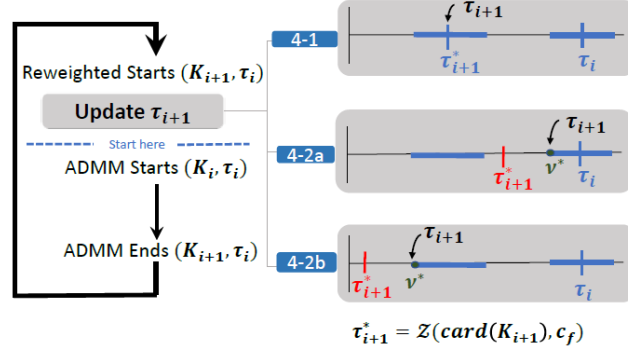 Reweighted Starts (K_{i+1}, τ_i)
Update τ_{i+1}
Start here
ADMM Starts (K_i, τ_i)
ADMM Ends (K_{i+1}, τ_i)
4-1
τ_{i+1}
τ*_{i+1}
τ_i
4-2a
τ_{i+1}
τ*_{i+1}
ν*
τ_i
4-2b
τ_{i+1}
τ*_{i+1}
ν*
τ_i
τ*_{i+1} = Z(card(K_{i+1}), c_f)